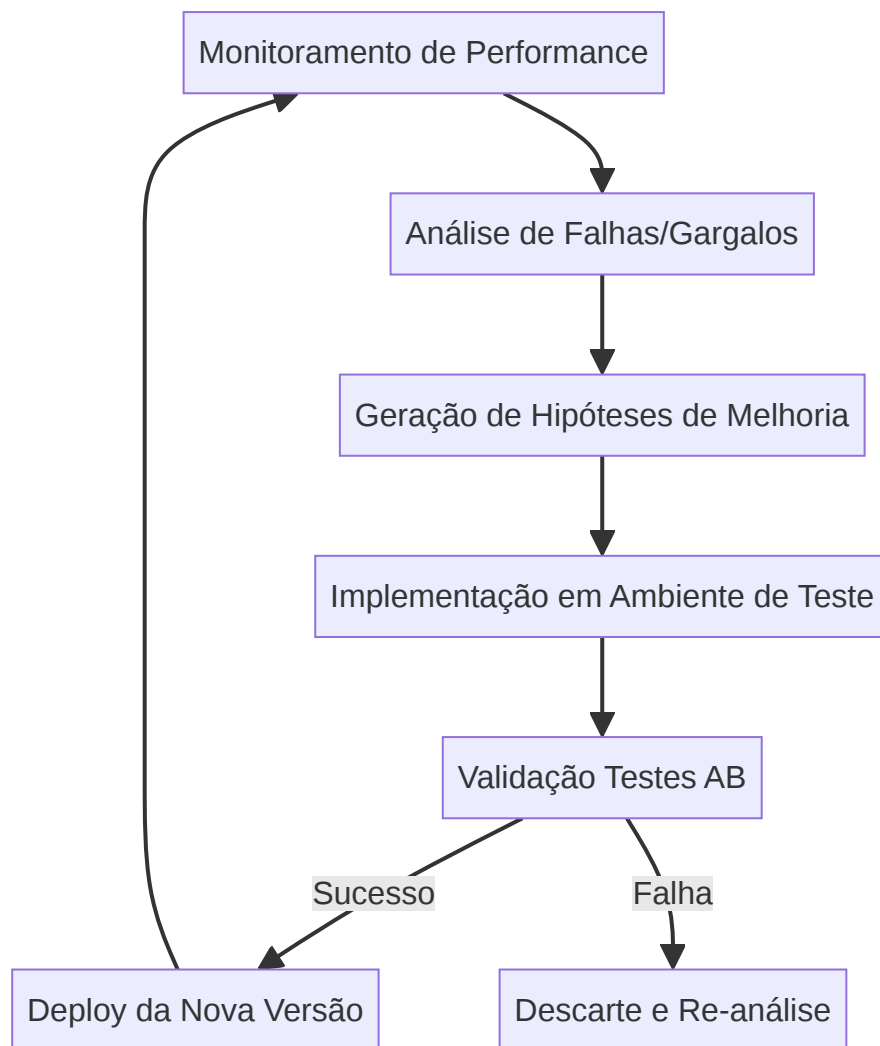 Monitoramento de Performance
Análise de Falhas/Gargalos
Geração de Hipóteses de Melhoria
Implementação em Ambiente de Teste
Validação Testes AB
Sucesso
Falha
Deploy da Nova Versão
Descarte e Re-análise